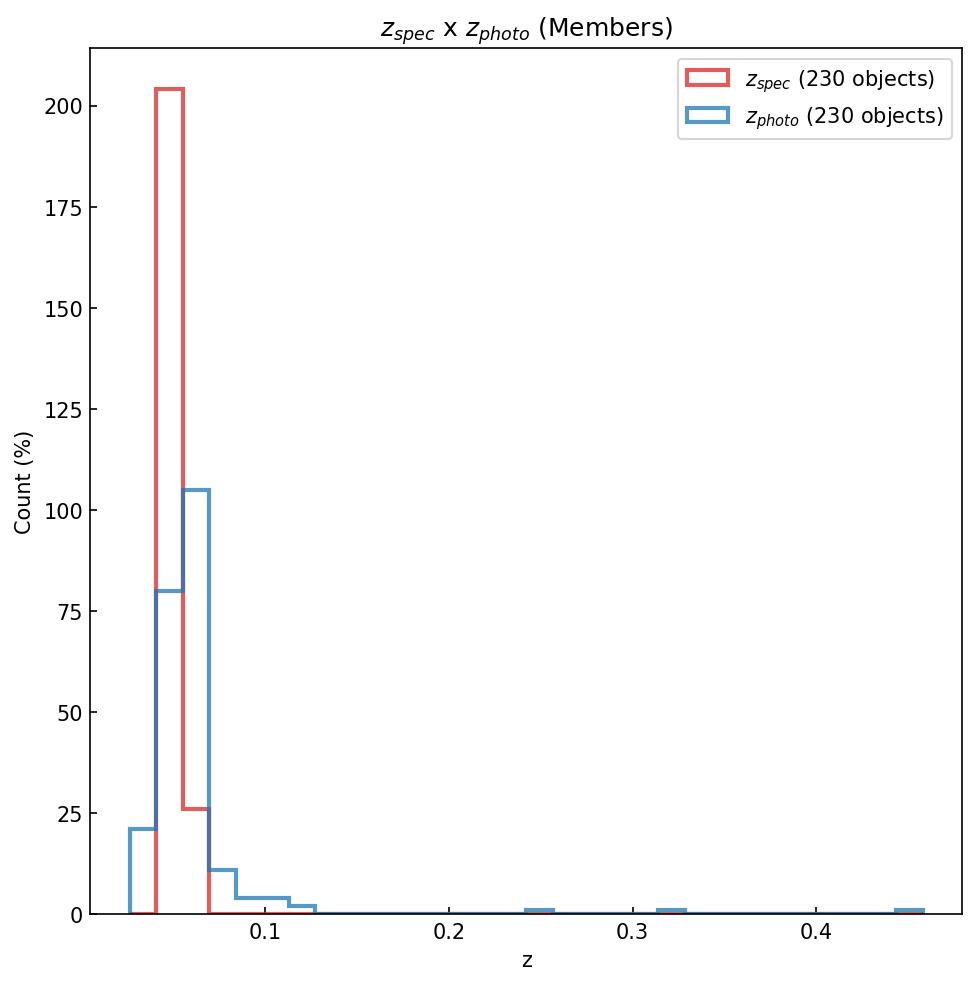 z_spec x z_photo (Members)
z_spec (230 objects)
z_photo (230 objects)
Count (%)
200
175
150
125
100
75
50
25
0
0.1 0.2 0.3 0.4
z